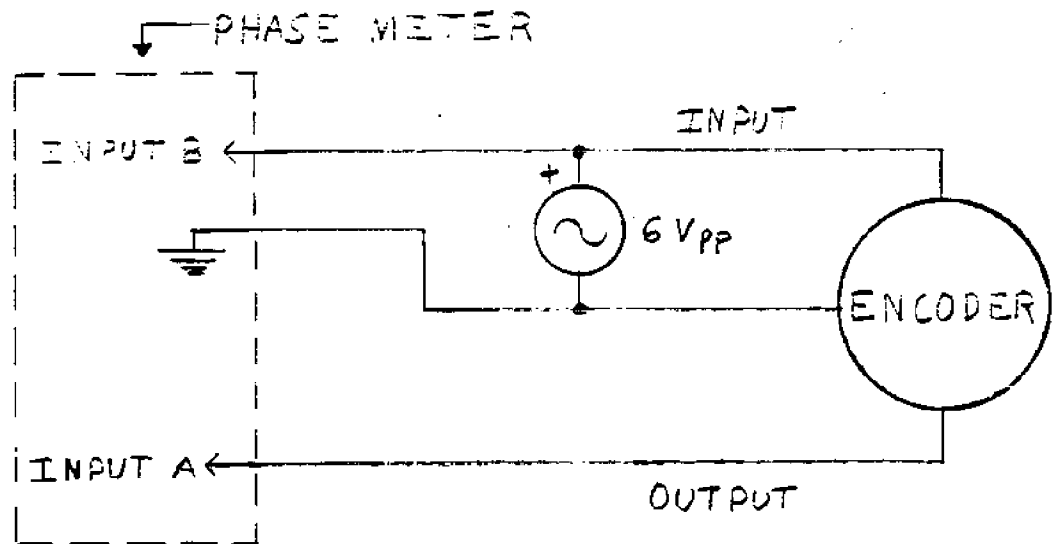 PHASE METER
INPUT B
INPUT
+
6 VPP
ENCODER
INPUT A
OUTPUT